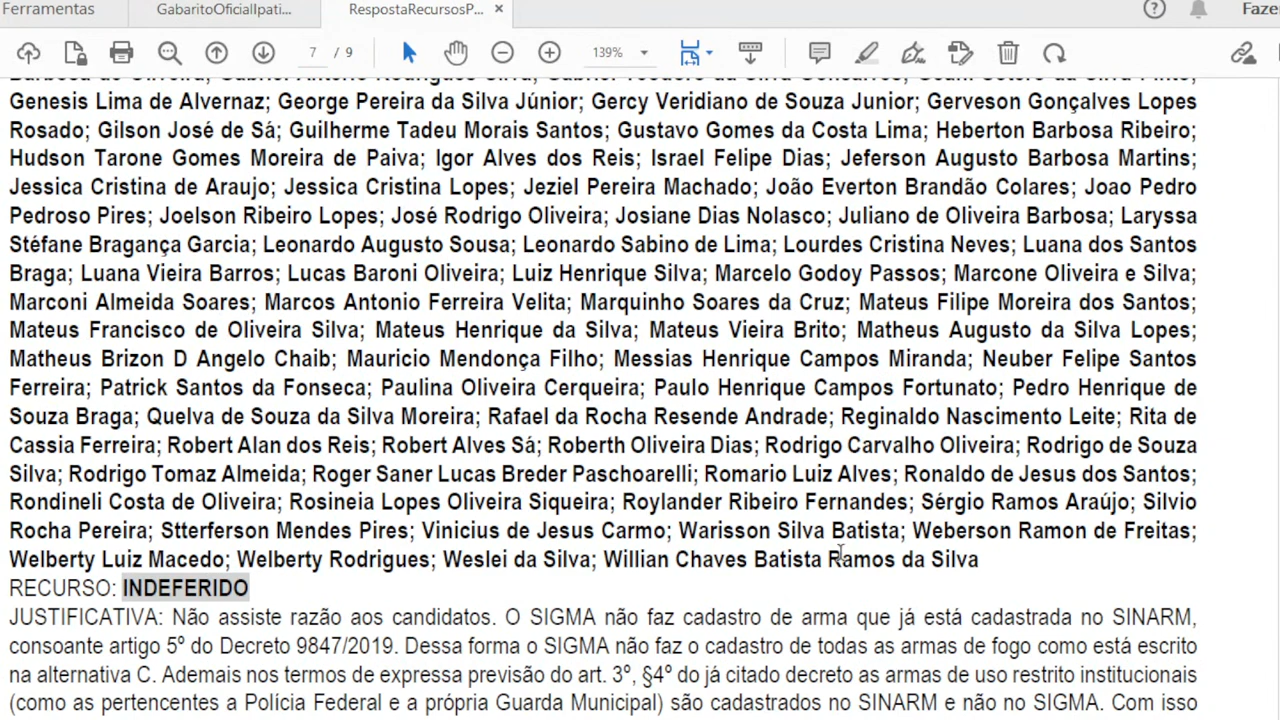 Ferramentas GabaritoOficialIpati... RespostaRecursosP... × Faze
7 / 9 139%
Barbosa de Oliveira; Gabriel
Genesis Lima de Alvernaz; George Pereira da Silva Júnior; Gercy Veridiano de Souza Junior; Gerveson Gonçalves Lopes
Rosado; Gilson José de Sá; Guilherme Tadeu Morais Santos; Gustavo Gomes da Costa Lima; Heberton Barbosa Ribeiro;
Hudson Tarone Gomes Moreira de Paiva; Igor Alves dos Reis; Israel Felipe Dias; Jeferson Augusto Barbosa Martins;
Jessica Cristina de Araujo; Jessica Cristina Lopes; Jeziel Pereira Machado; João Everton Brandão Colares; Joao Pedro
Pedroso Pires; Joelson Ribeiro Lopes; José Rodrigo Oliveira; Josiane Dias Nolasco; Juliano de Oliveira Barbosa; Laryssa
Stéfane Bragança Garcia; Leonardo Augusto Sousa; Leonardo Sabino de Lima; Lourdes Cristina Neves; Luana dos Santos
Braga; Luana Vieira Barros; Lucas Baroni Oliveira; Luiz Henrique Silva; Marcelo Godoy Passos; Marcone Oliveira e Silva;
Marconi Almeida Soares; Marcos Antonio Ferreira Velita; Marquinho Soares da Cruz; Mateus Filipe Moreira dos Santos;
Mateus Francisco de Oliveira Silva; Mateus Henrique da Silva; Mateus Vieira Brito; Matheus Augusto da Silva Lopes;
Matheus Brizon D Angelo Chaib; Mauricio Mendonça Filho; Messias Henrique Campos Miranda; Neuber Felipe Santos
Ferreira; Patrick Santos da Fonseca; Paulina Oliveira Cerqueira; Paulo Henrique Campos Fortunato; Pedro Henrique de
Souza Braga; Quelva de Souza da Silva Moreira; Rafael da Rocha Resende Andrade; Reginaldo Nascimento Leite; Rita de
Cassia Ferreira; Robert Alan dos Reis; Robert Alves Sá; Roberth Oliveira Dias; Rodrigo Carvalho Oliveira; Rodrigo de Souza
Silva; Rodrigo Tomaz Almeida; Roger Saner Lucas Breder Paschoarelli; Romario Luiz Alves; Ronaldo de Jesus dos Santos;
Rondineli Costa de Oliveira; Rosineia Lopes Oliveira Siqueira; Roylander Ribeiro Fernandes; Sérgio Ramos Araújo; Silvio
Rocha Pereira; Stterferson Mendes Pires; Vinicius de Jesus Carmo; Warisson Silva Batista; Weberson Ramon de Freitas;
Welberty Luiz Macedo; Welberty Rodrigues; Weslei da Silva; Willian Chaves Batista Ramos da Silva
RECURSO: INDEFERIDO
JUSTIFICATIVA: Não assiste razão aos candidatos. O SIGMA não faz cadastro de arma que já está cadastrada no SINARM,
consoante artigo 5º do Decreto 9847/2019. Dessa forma o SIGMA não faz o cadastro de todas as armas de fogo como está escrito
na alternativa C. Ademais nos termos de expressa previsão do art. 3º, §4º do já citado decreto as armas de uso restrito institucionais
(como as pertencentes a Polícia Federal e a própria Guarda Municipal) são cadastrados no SINARM e não no SIGMA. Com isso